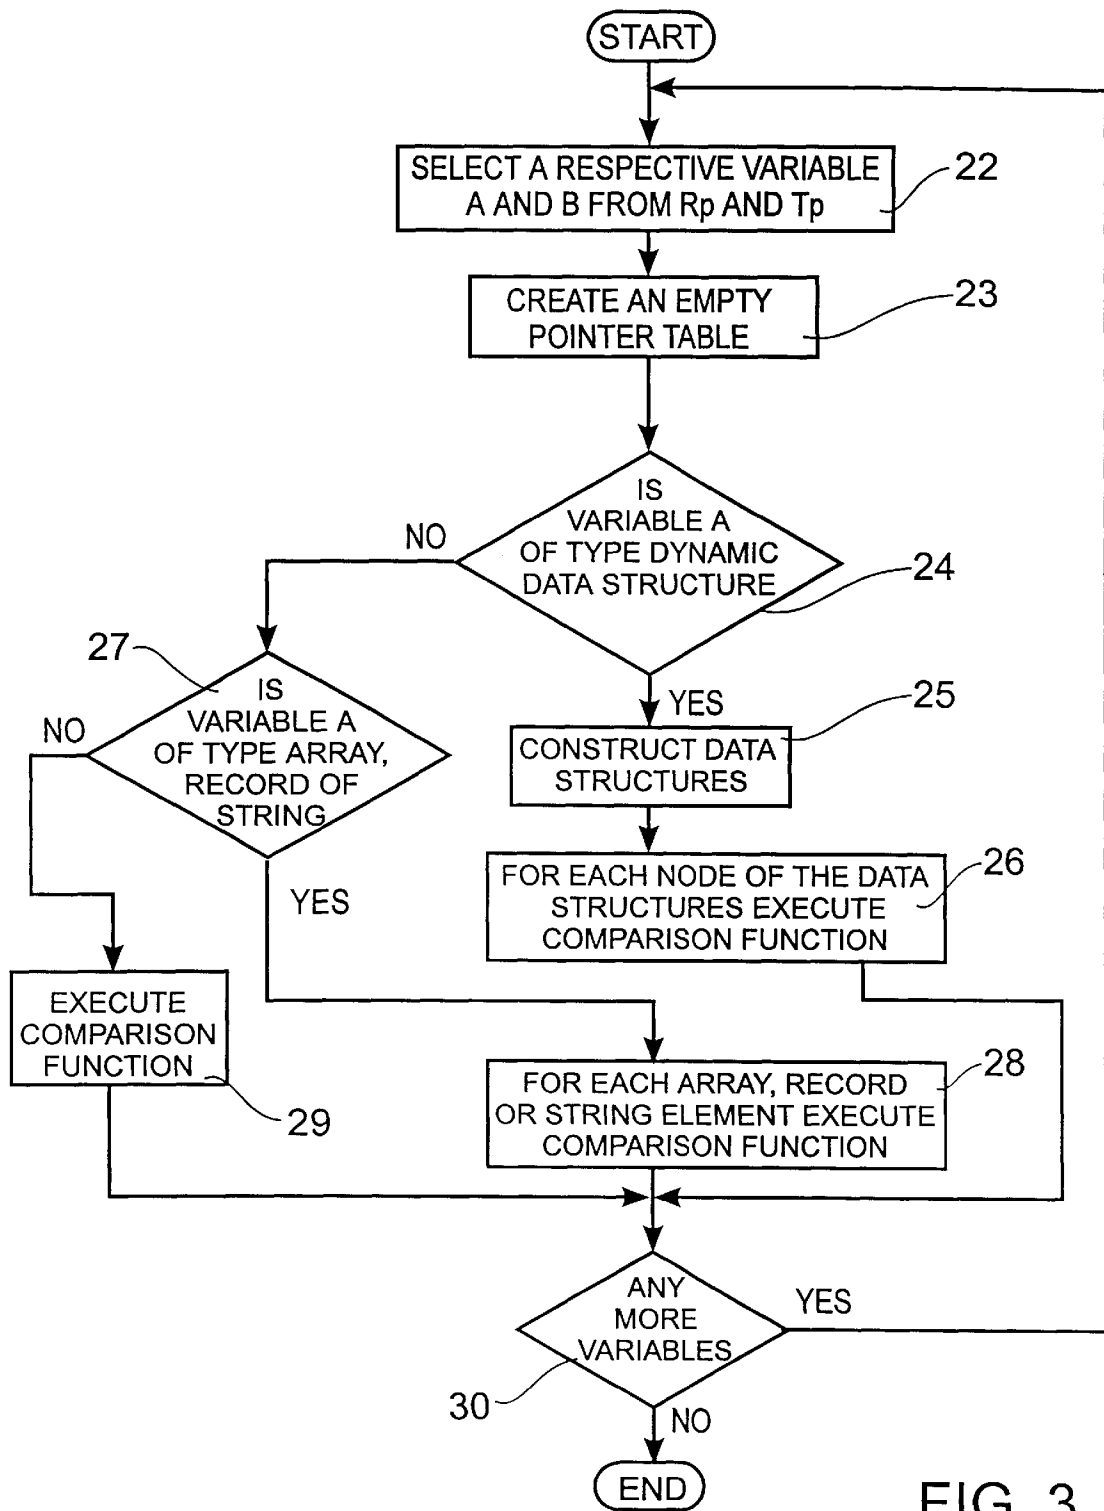 START
SELECT A RESPECTIVE VARIABLE
A AND B FROM Rp AND Tp
22
CREATE AN EMPTY
POINTER TABLE
23
IS
VARIABLE A
OF TYPE DYNAMIC
DATA STRUCTURE
24
NO
YES
27
IS
VARIABLE A
OF TYPE ARRAY,
RECORD OF
STRING
NO
YES
CONSTRUCT DATA
STRUCTURES
25
FOR EACH NODE OF THE DATA
STRUCTURES EXECUTE
COMPARISON FUNCTION
26
EXECUTE
COMPARISON
FUNCTION
29
FOR EACH ARRAY, RECORD
OR STRING ELEMENT EXECUTE
COMPARISON FUNCTION
28
ANY
MORE
VARIABLES
YES
30
NO
END
FIG. 3